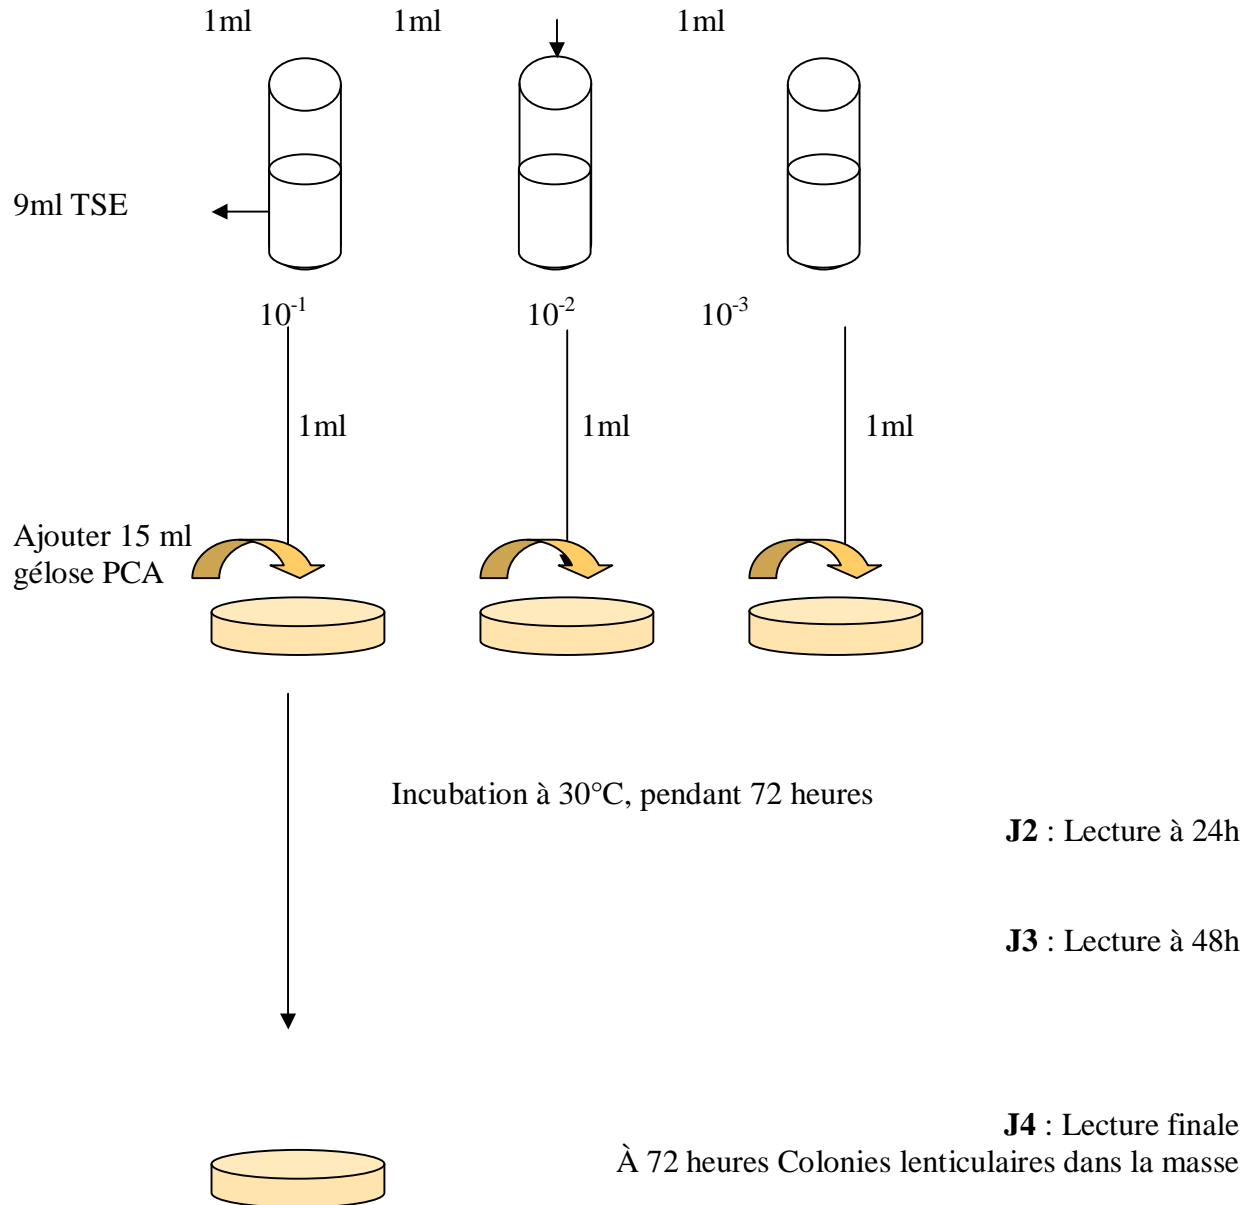 1ml 1ml 1ml
9ml TSE
10-1 10-2 10-3
1ml 1ml 1ml
Ajouter 15 ml
gélose PCA
Incubation à 30°C, pendant 72 heures
J2 : Lecture à 24h
J3 : Lecture à 48h
J4 : Lecture finale
À 72 heures Colonies lenticulaires dans la masse